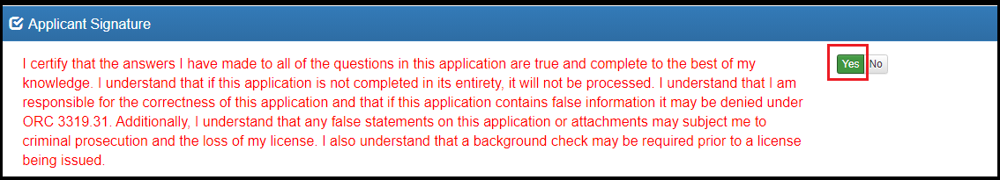 Applicant Signature
I certify that the answers I have made to all of the questions in this application are true and complete to the best of my
knowledge. I understand that if this application is not completed in its entirety, it will not be processed. I understand that I am
responsible for the correctness of this application and that if this application contains false information it may be denied under
ORC 3319.31. Additionally, I understand that any false statements on this application or attachments may subject me to
criminal prosecution and the loss of my license. I also understand that a background check may be required prior to a license
being issued.
Yes No